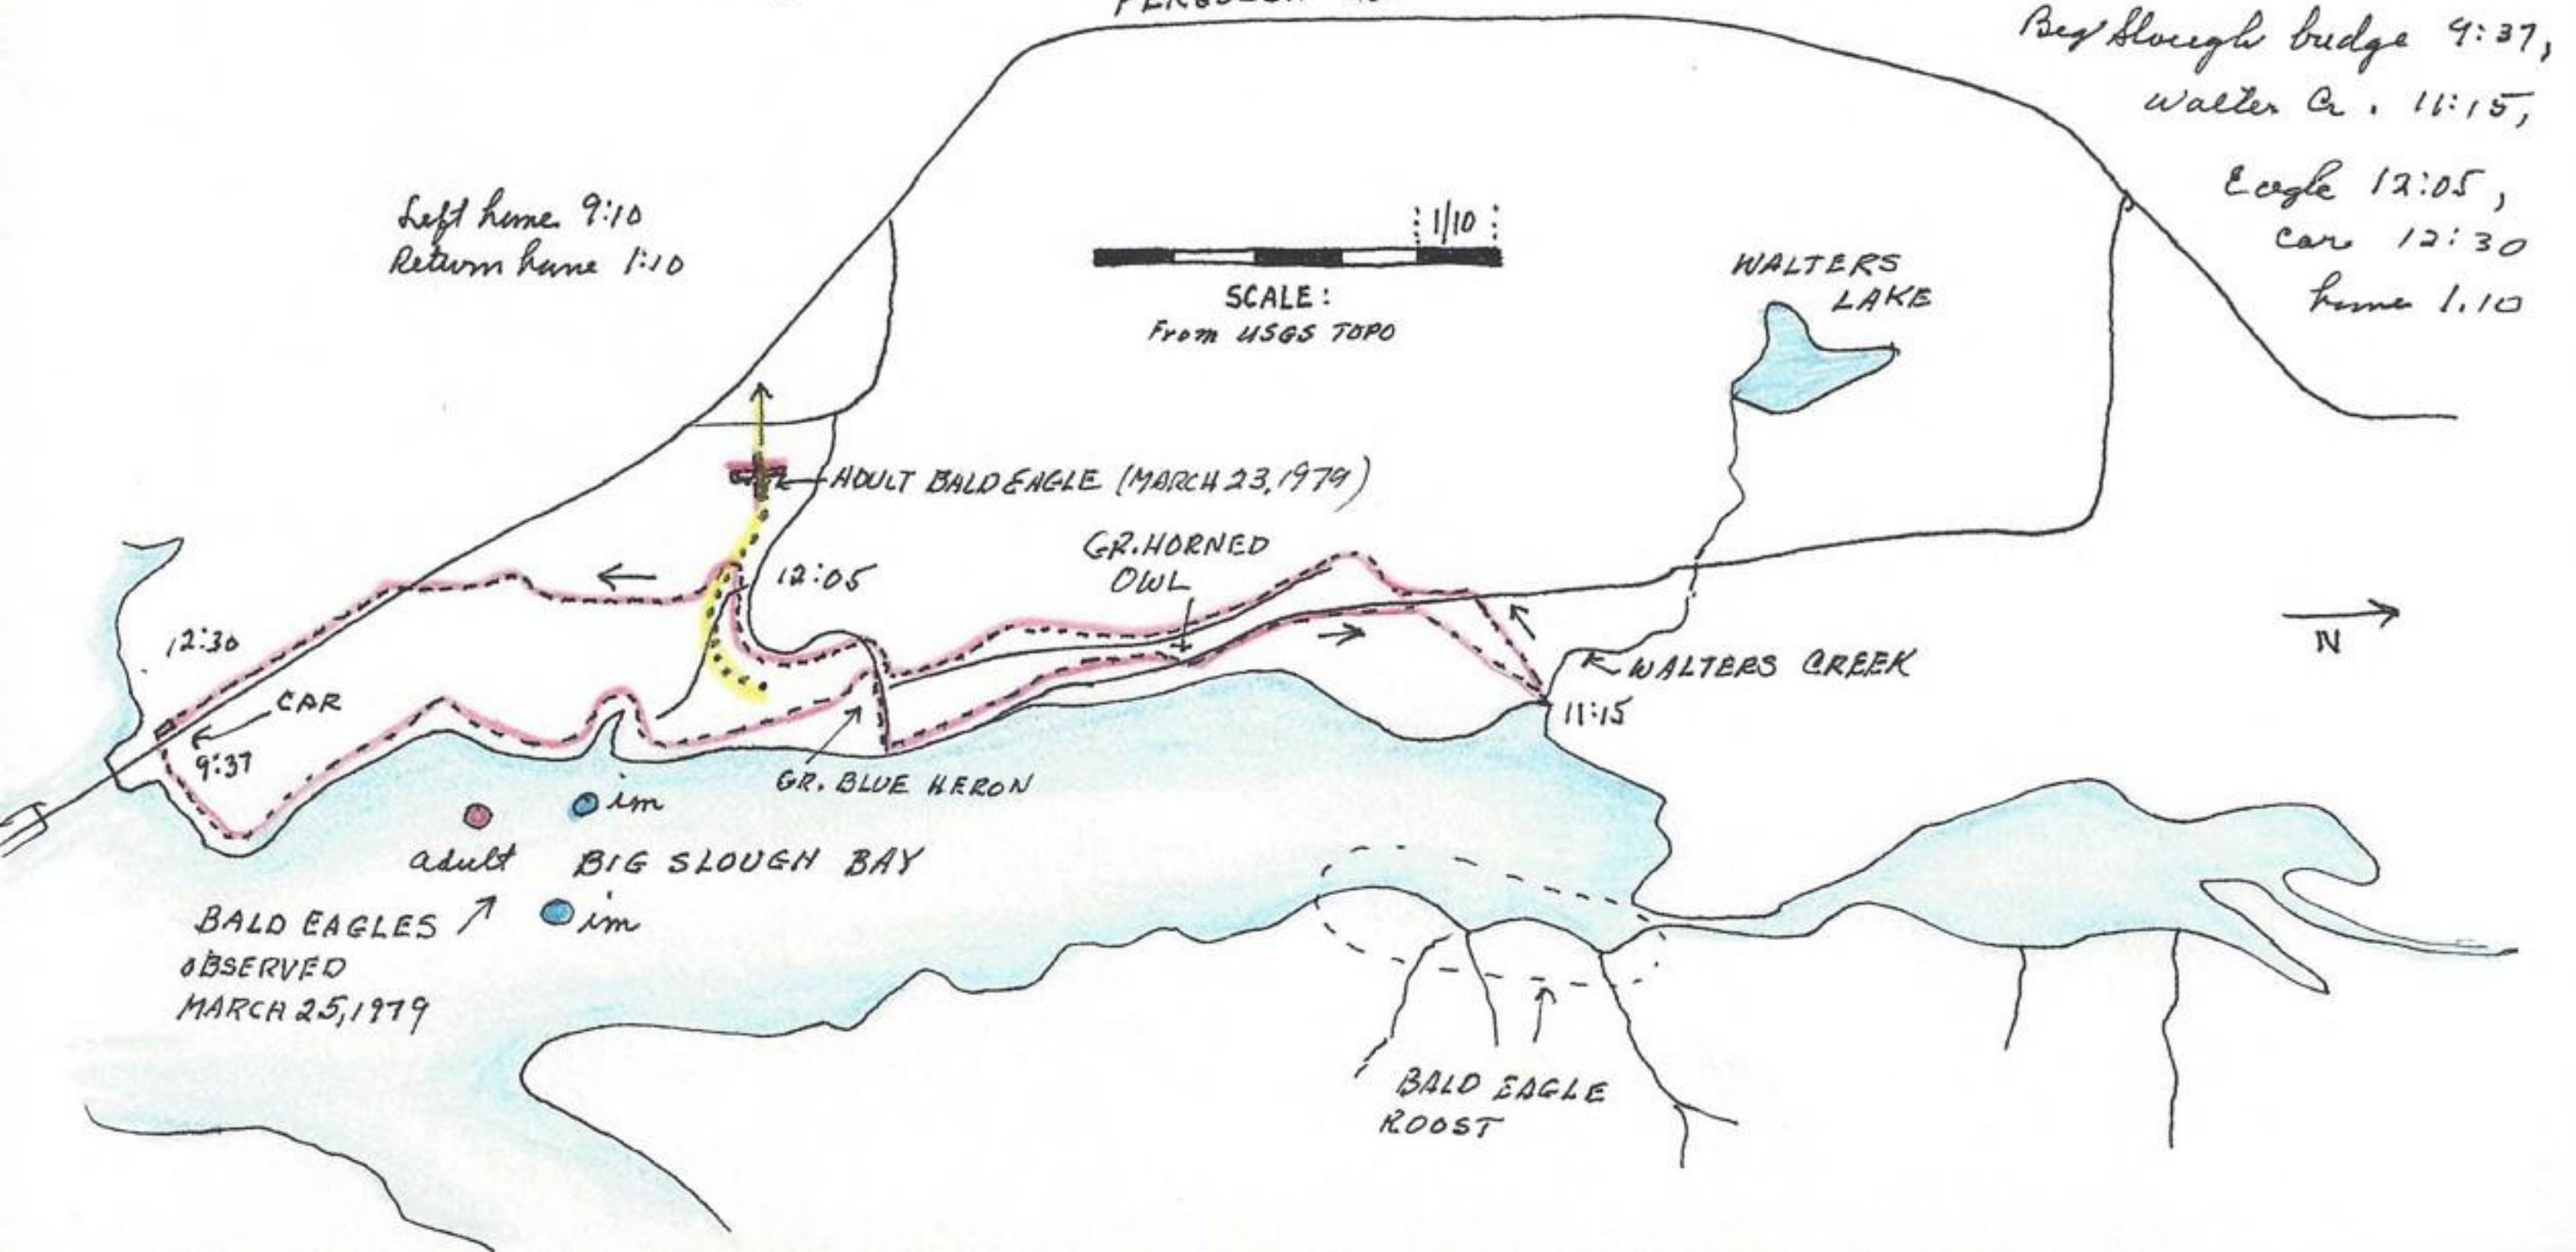 Big Slough bridge 9:37,
Walter Cr. 11:15,
Eagle 12:05,
car 12:30
home 1.10
Left home 9:10
Return home 1:10
1/10
SCALE:
From USGS TOPO
WALTERS
LAKE
ADULT BALD EAGLE (MARCH 23, 1979)
GR. HORNED
OWL
12:05
12:30
CAR
9:37
WALTERS CREEK
11:15
N
GR. BLUE HERON
im
adult
BIG SLOUGH BAY
im
BALD EAGLES
OBSERVED
MARCH 25, 1979
BALD EAGLE
ROOST